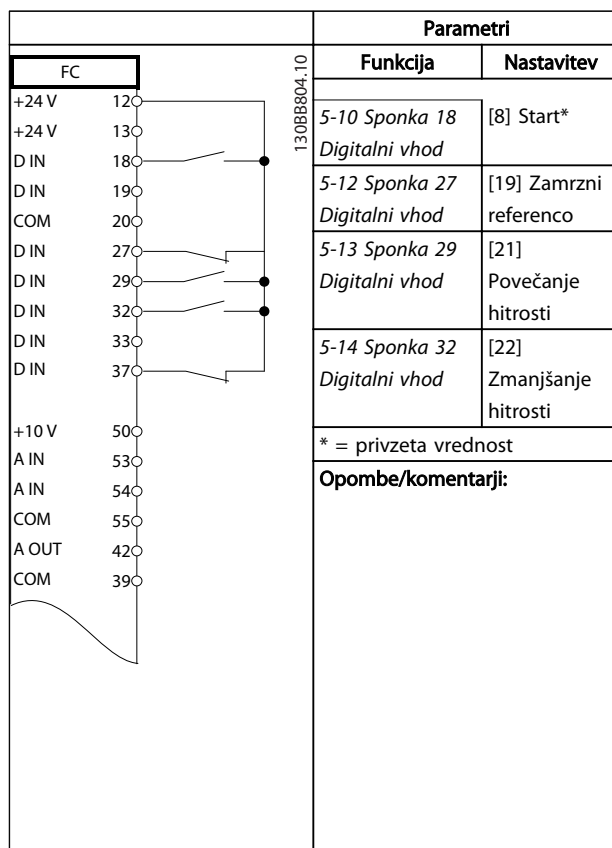 Parametri
FC
130BB804.10
Funkcija Nastavitev
+24 V 12
+24 V 13
D IN 18
D IN 19
COM 20
D IN 27
D IN 29
D IN 32
D IN 33
D IN 37
+10 V 50
A IN 53
A IN 54
COM 55
A OUT 42
COM 39
5-10 Sponka 18 [8] Start*
Digitalni vhod
5-12 Sponka 27 [19] Zamrzni
Digitalni vhod referenco
5-13 Sponka 29 [21]
Digitalni vhod Povečanje
hitrosti
5-14 Sponka 32 [22]
Digitalni vhod Zmanjšanje
hitrosti
* = privzeta vrednost
Opombe/komentarji: